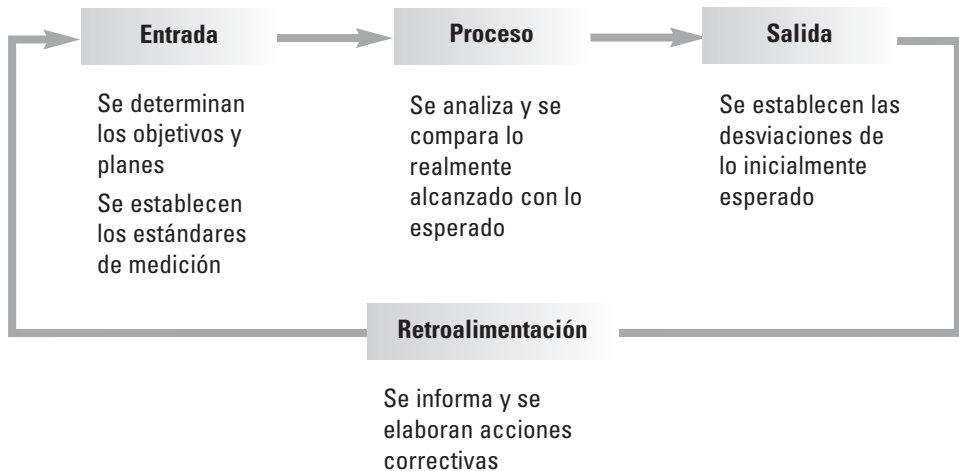 Entrada
Proceso
Salida
Se determinan
los objetivos y
planes
Se establecen
los estándares
de medición
Se analiza y se
compara lo
realmente
alcanzado con lo
esperado
Se establecen las
desviaciones de
lo inicialmente
esperado
Retroalimentación
Se informa y se
elaboran acciones
correctivas